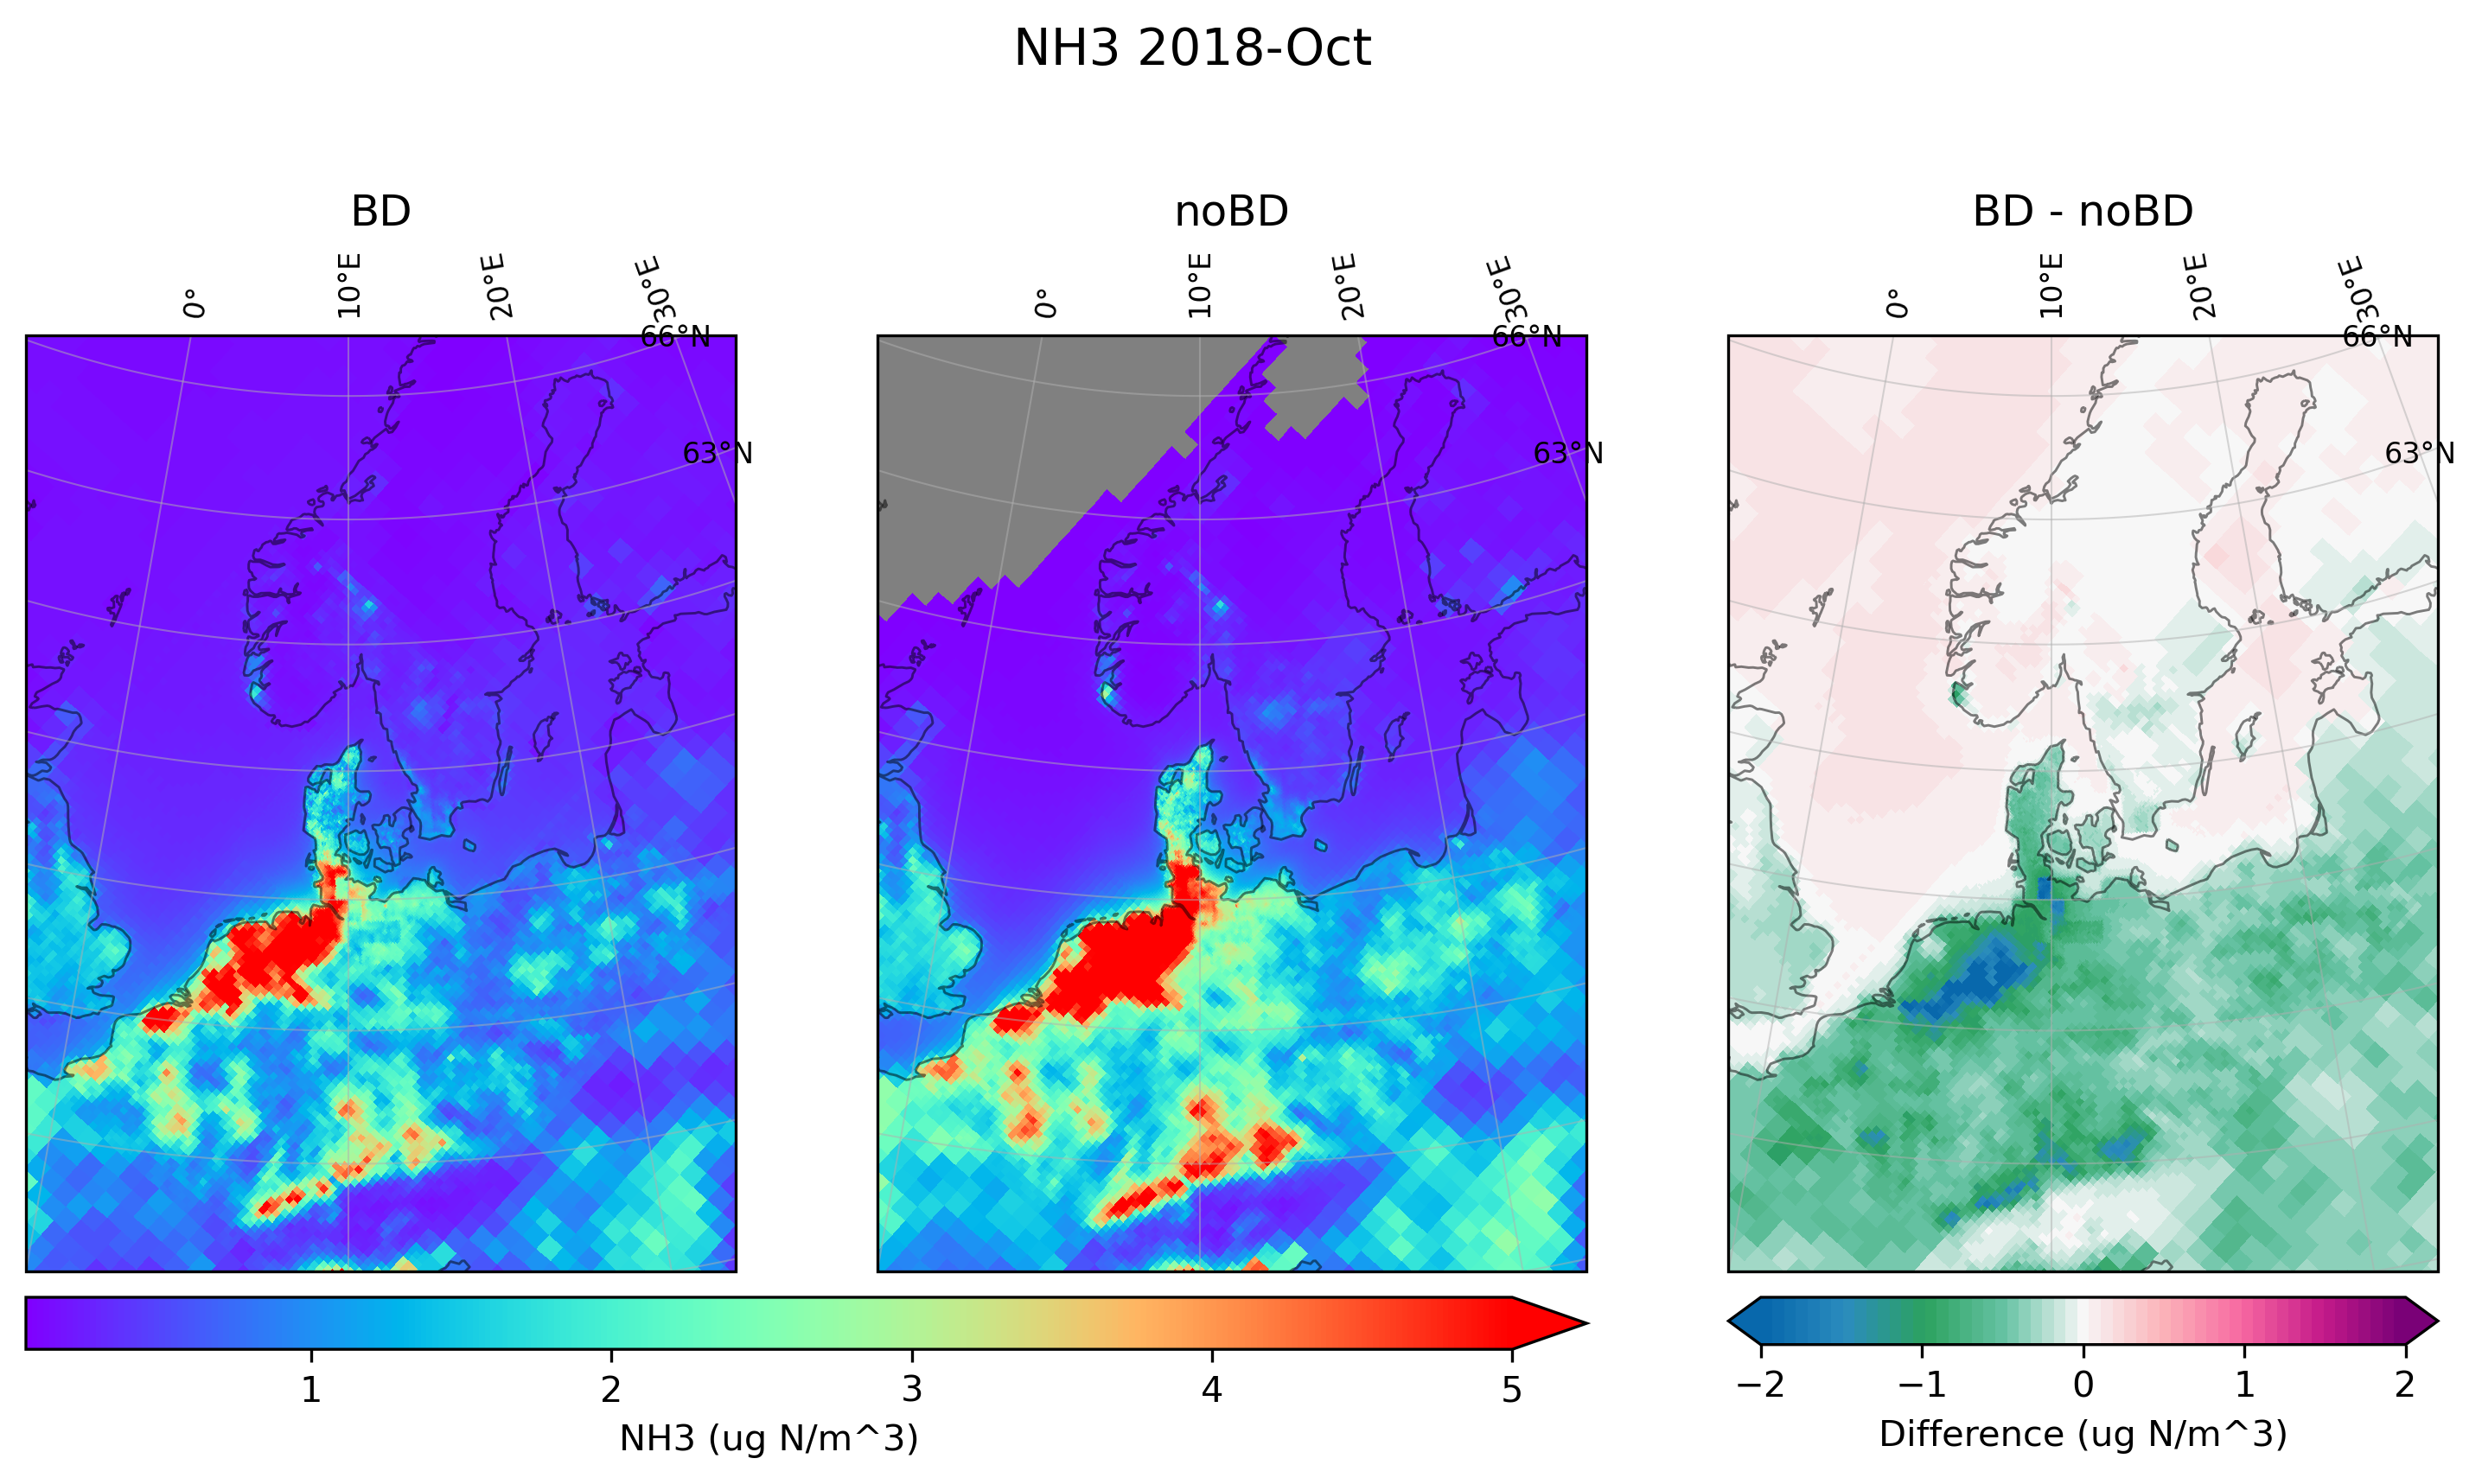 NH3 2018-Oct
BD
noBD
BD - noBD
0° 10°E 20°E 30°E
0° 10°E 20°E 30°E
0° 10°E 20°E 30°E
66°N 66°N 66°N
63°N 63°N 63°N
1 2 3 4 5
NH3 (ug N/m^3)
−2 −1 0 1 2
Difference (ug N/m^3)